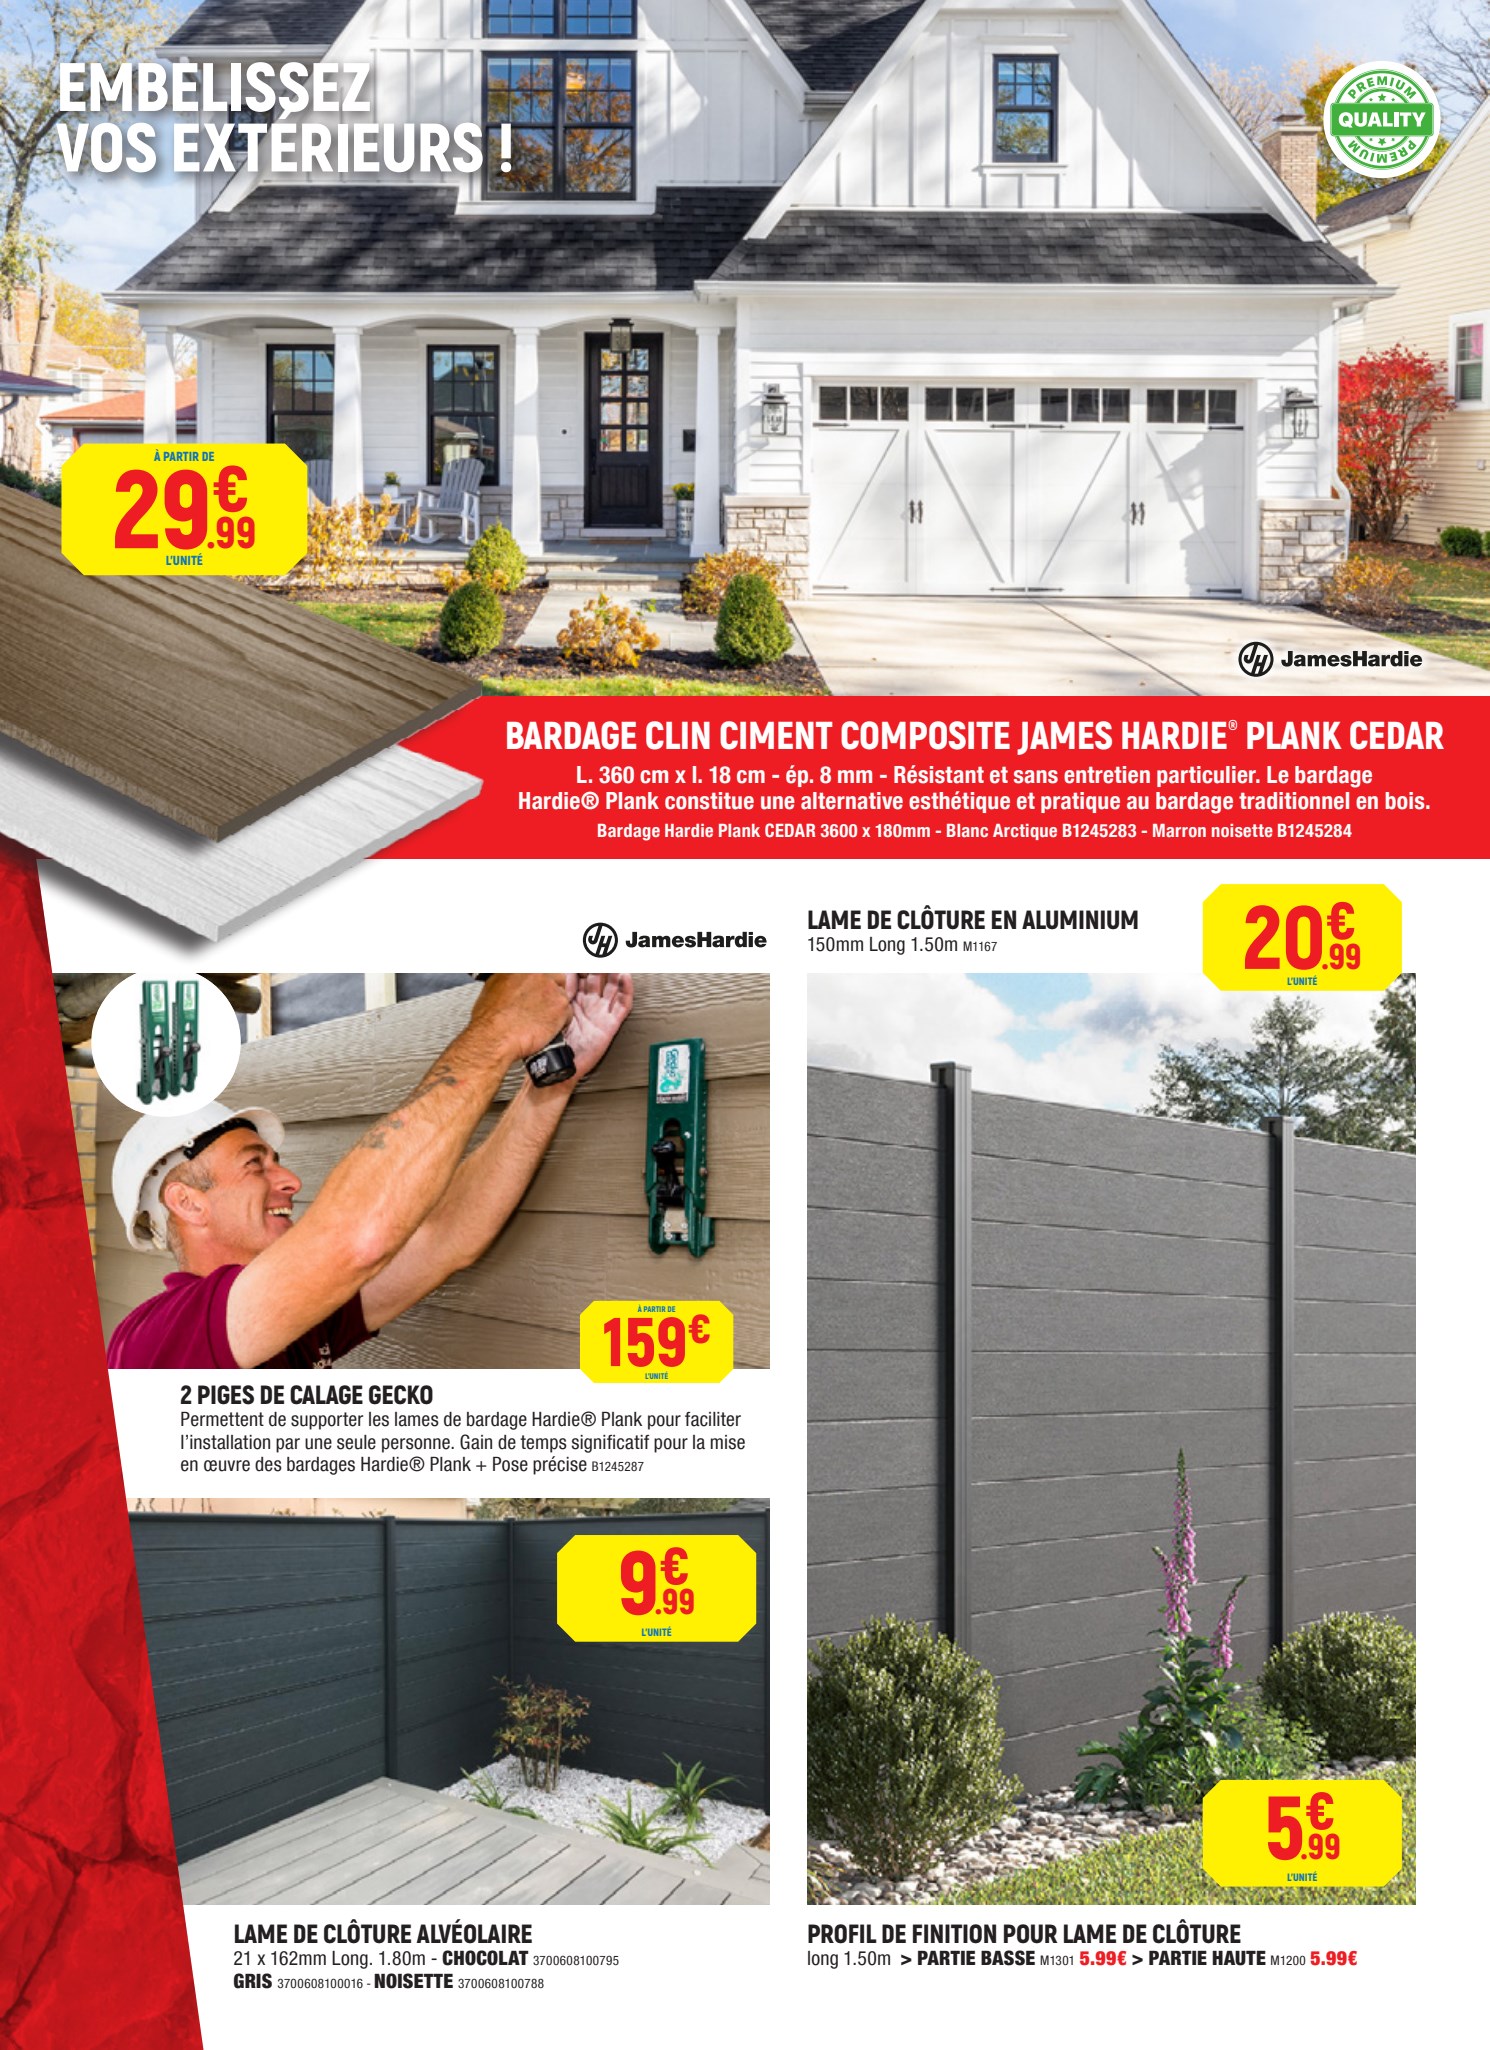 EMBELISSEZ
VOS EXTÉRIEURS !
PREMIUM
QUALITY
PREMIUM
À PARTIR DE
29€.99
L'UNITÉ
JH JamesHardie
BARDAGE CLIN CIMENT COMPOSITE JAMES HARDIE® PLANK CEDAR
L. 360 cm x l. 18 cm - ép. 8 mm - Résistant et sans entretien particulier. Le bardage
Hardie® Plank constitue une alternative esthétique et pratique au bardage traditionnel en bois.
Bardage Hardie Plank CEDAR 3600 x 180mm - Blanc Arctique B1245283 - Marron noisette B1245284
JH JamesHardie
À PARTIR DE
159€
L'UNITÉ
2 PIGES DE CALAGE GECKO
Permettent de supporter les lames de bardage Hardie® Plank pour faciliter
l'installation par une seule personne. Gain de temps significatif pour la mise
en œuvre des bardages Hardie® Plank + Pose précise B1245287
9€.99
L'UNITÉ
LAME DE CLÔTURE ALVÉOLAIRE
21 x 162mm Long. 1.80m - CHOCOLAT 3700608100795
GRIS 3700608100016 - NOISETTE 3700608100788
LAME DE CLÔTURE EN ALUMINIUM
150mm Long 1.50m M1167
20€.99
L'UNITÉ
5€.99
L'UNITÉ
PROFIL DE FINITION POUR LAME DE CLÔTURE
long 1.50m > PARTIE BASSE M1301 5.99€ > PARTIE HAUTE M1200 5.99€